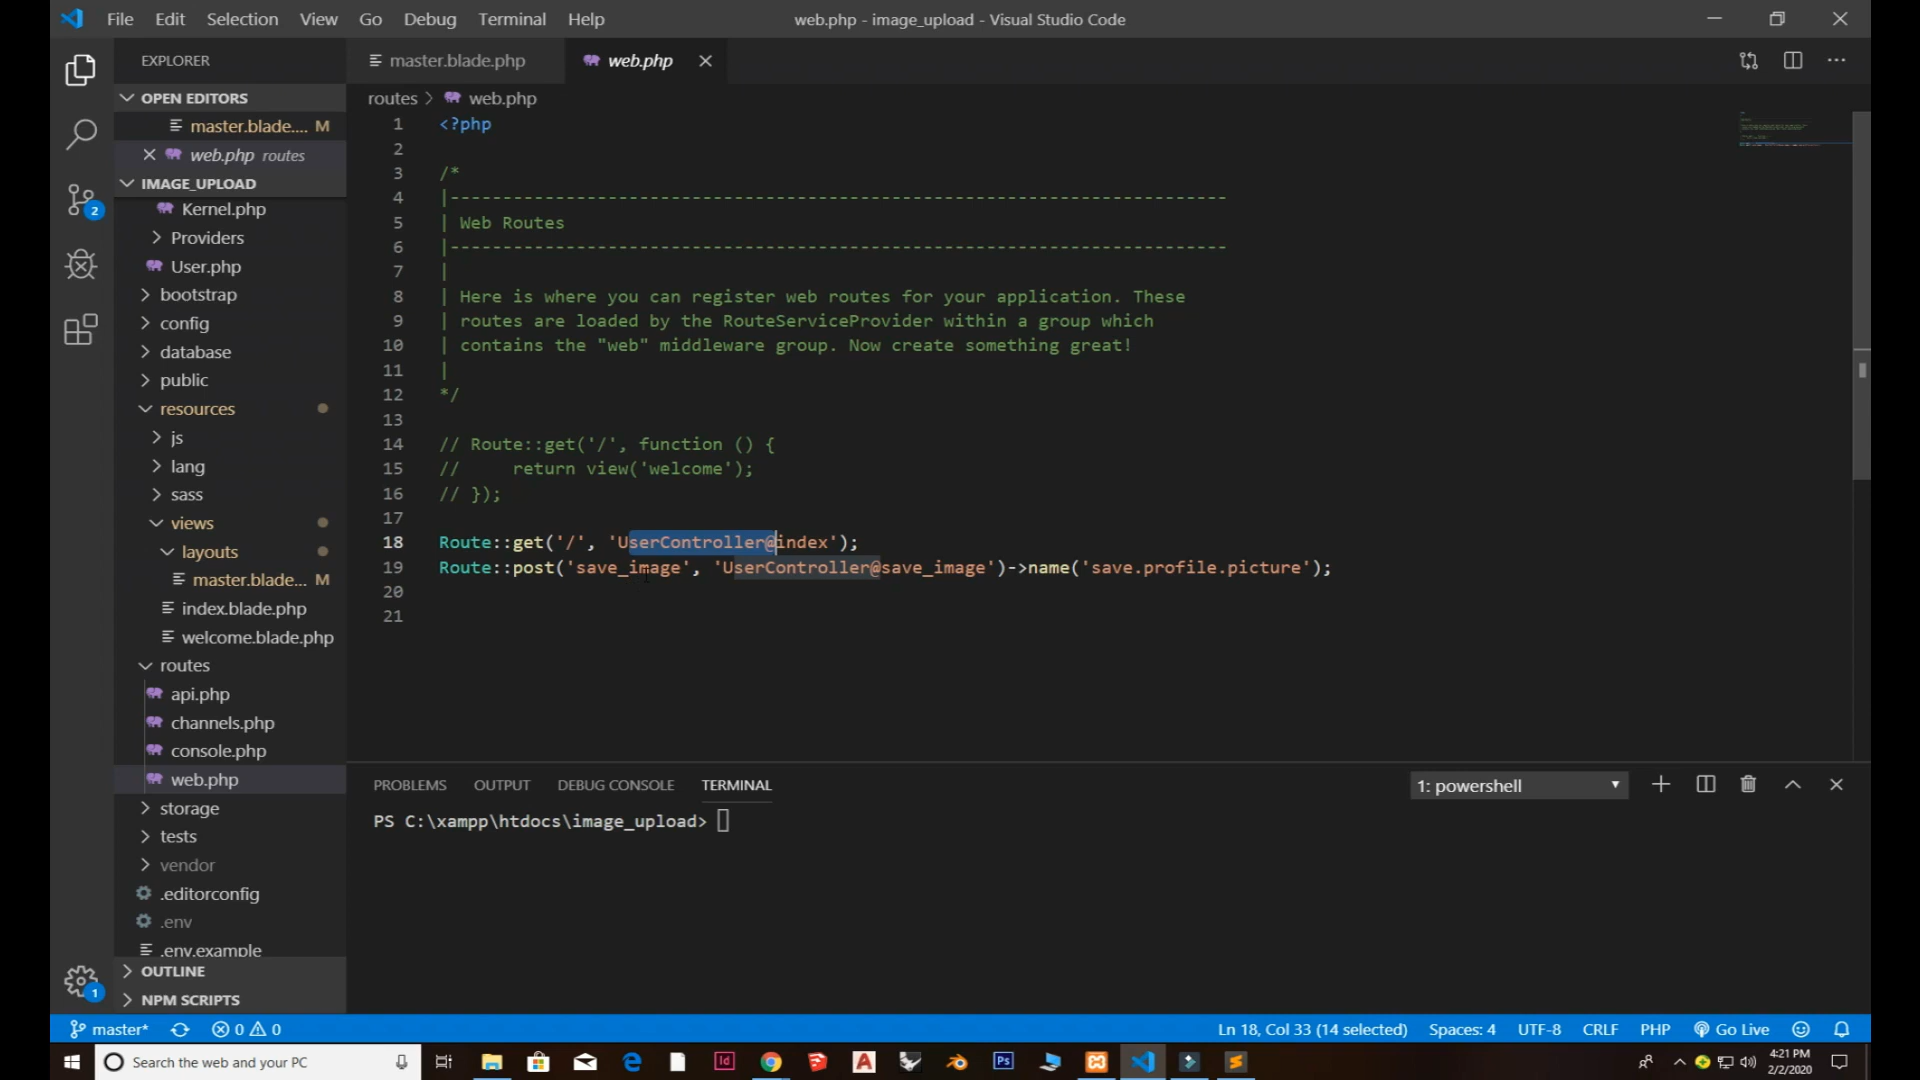 File Edit Selection View Go Debug Terminal Help
web.php - image_upload - Visual Studio Code
EXPLORER
OPEN EDITORS
master.blade.... M
web.php routes
IMAGE_UPLOAD
Kernel.php
Providers
User.php
bootstrap
config
database
public
resources
js
lang
sass
views
layouts
master.blade... M
index.blade.php
welcome.blade.php
routes
api.php
channels.php
console.php
web.php
storage
tests
vendor
.editorconfig
.env
.env.example
OUTLINE
NPM SCRIPTS
2
1
master.blade.php
web.php
routes > web.php
1 <?php
2
3 /*
4 |--------------------------------------------------------------------------
5 | Web Routes
6 |--------------------------------------------------------------------------
7 |
8 | Here is where you can register web routes for your application. These
9 | routes are loaded by the RouteServiceProvider within a group which
10 | contains the "web" middleware group. Now create something great!
11 |
12 */
13
14 // Route::get('/', function () {
15 //     return view('welcome');
16 // });
17
18 Route::get('/', 'UserController@index');
19 Route::post('save_image', 'UserController@save_image')->name('save.profile.picture');
20
21
PROBLEMS OUTPUT DEBUG CONSOLE TERMINAL
1: powershell
PS C:\xampp\htdocs\image_upload>
master* 0 0
Ln 18, Col 33 (14 selected) Spaces: 4 UTF-8 CRLF PHP Go Live
Search the web and your PC
Id
Ps
4:21 PM
2/2/2020